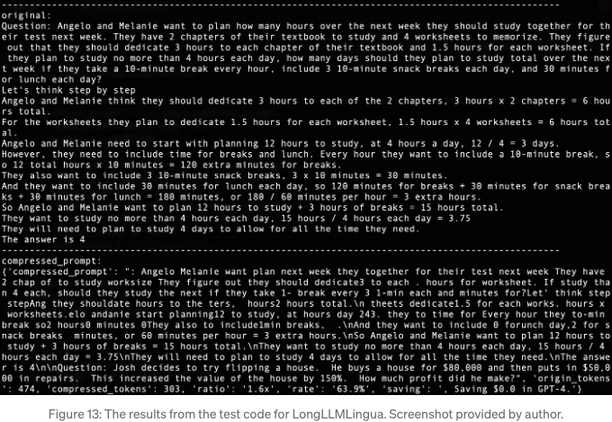 original:
Question: Angelo and Melanie want to plan how many hours over the next week they should study together for th
eir test next week. They have 2 chapters of their textbook to study and 4 worksheets to memorize. They figure
out that they should dedicate 3 hours to each chapter of their textbook and 1.5 hours for each worksheet. If
they plan to study no more than 4 hours each day, how many days should they plan to study total over the nex
t week if they take a 10-minute break every hour, include 3 10-minute snack breaks each day, and 30 minutes f
or lunch each day?
Let's think step by step
Angelo and Melanie think they should dedicate 3 hours to each of the 2 chapters, 3 hours x 2 chapters = 6 hou
rs total.
For the worksheets they plan to dedicate 1.5 hours for each worksheet, 1.5 hours x 4 worksheets = 6 hours tot
al.
Angelo and Melanie need to start with planning 12 hours to study, at 4 hours a day, 12 / 4 = 3 days.
However, they need to include time for breaks and lunch. Every hour they want to include a 10-minute break, s
o 12 total hours x 10 minutes = 120 extra minutes for breaks.
They also want to include 3 10-minute snack breaks, 3 x 10 minutes = 30 minutes.
And they want to include 30 minutes for lunch each day, so 120 minutes for breaks + 30 minutes for snack brea
ks + 30 minutes for lunch = 180 minutes, or 180 / 60 minutes per hour = 3 extra hours.
So Angelo and Melanie want to plan 12 hours to study + 3 hours of breaks = 15 hours total.
They want to study no more than 4 hours each day, 15 hours / 4 hours each day = 3.75
They will need to plan to study 4 days to allow for all the time they need.
The answer is 4
compressed_prompt:
{'compressed_prompt': ": Angelo Melanie want plan next week they together for their test next week They have
2 chap of to study worksize They figure out they should dedicate3 to each . hours for worksheet. If study tha
n 4 each, should they study the next if they take 1- break every 3 1-min each and minutes for?Let' think step
stepAng they shouldate hours to the ters,  hours2 hours total.\n theets dedicate1.5 for each works. hours x
worksheets.elo andanie start planning12 to study, at hours day 243. they to time for Every hour they to-min
break so2 hours0 minutes 0They also to include1min breaks,  .\nAnd they want to include 0 forunch day,2 for s
nack breaks  minutes, or 60 minutes per hour = 3 extra hours.\nSo Angelo and Melanie want to plan 12 hours to
study + 3 hours of breaks = 15 hours total.\nThey want to study no more than 4 hours each day, 15 hours / 4
hours each day = 3.75\nThey will need to plan to study 4 days to allow for all the time they need.\nThe answe
r is 4\n\nQuestion: Josh decides to try flipping a house.  He buys a house for $80,000 and then puts in $50,0
00 in repairs.  This increased the value of the house by 150%.  How much profit did he make?", 'origin_tokens
': 474, 'compressed_tokens': 303, 'ratio': '1.6x', 'rate': '63.9%', 'saving': ', Saving $0.0 in GPT-4.'}
Figure 13: The results from the test code for LongLLMLingua. Screenshot provided by author.